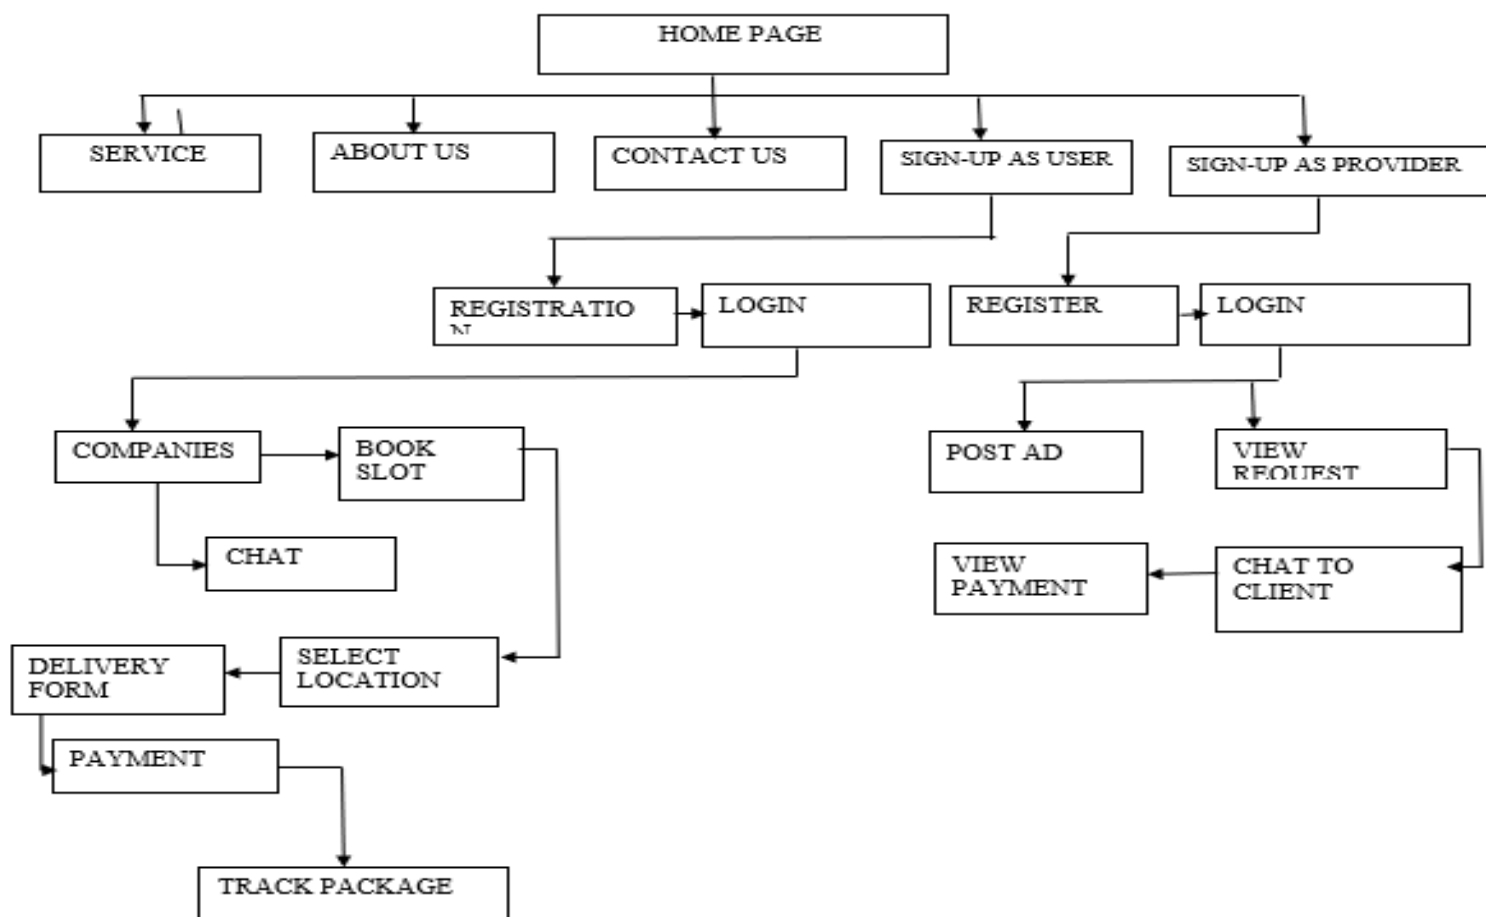 HOME PAGE
SERVICE
ABOUT US
CONTACT US
SIGN-UP AS USER
SIGN-UP AS PROVIDER
REGISTRATIO
N
LOGIN
REGISTER
LOGIN
COMPANIES
BOOK
SLOT
POST AD
VIEW
REQUEST
CHAT
VIEW
PAYMENT
CHAT TO
CLIENT
DELIVERY
FORM
SELECT
LOCATION
PAYMENT
TRACK PACKAGE